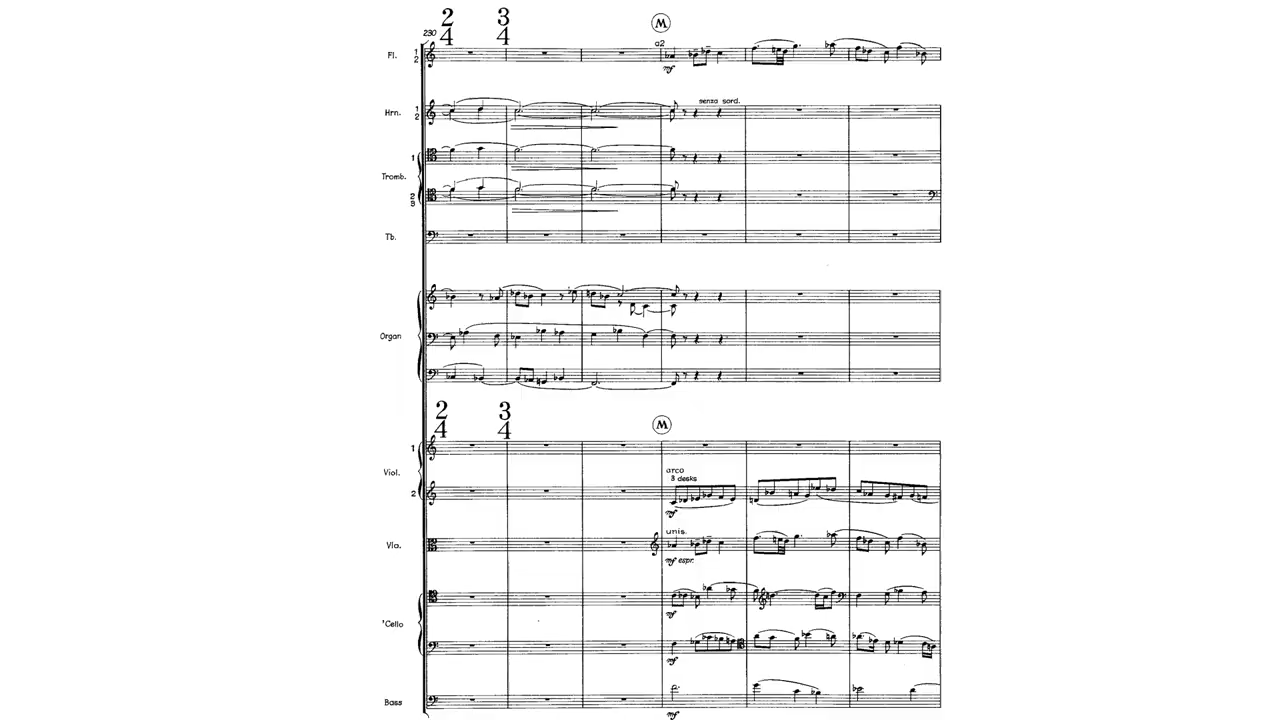 2 3
4 4
230
M
a2
Fl. 1 2
mf
senza sord.
Hrn. 1 2
1
Tromb.
2 3
Tb.
Organ
2 3
4 4
M
1
Viol.
arco
3 desks
2
mf
unis.
Vla.
mf espr.
mf
'Cello
mf
Bass
mf